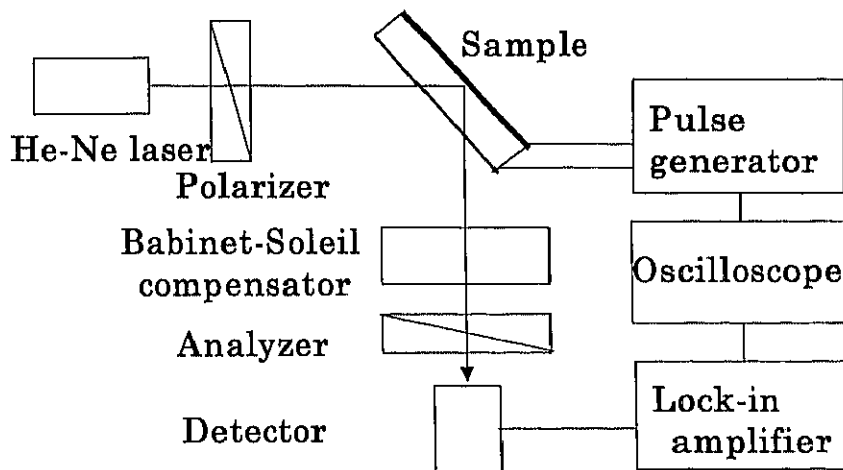 Sample
He-Ne laser
Polarizer
Pulse
generator
Babinet-Soleil
compensator
Oscilloscope
Analyzer
Lock-in
amplifier
Detector